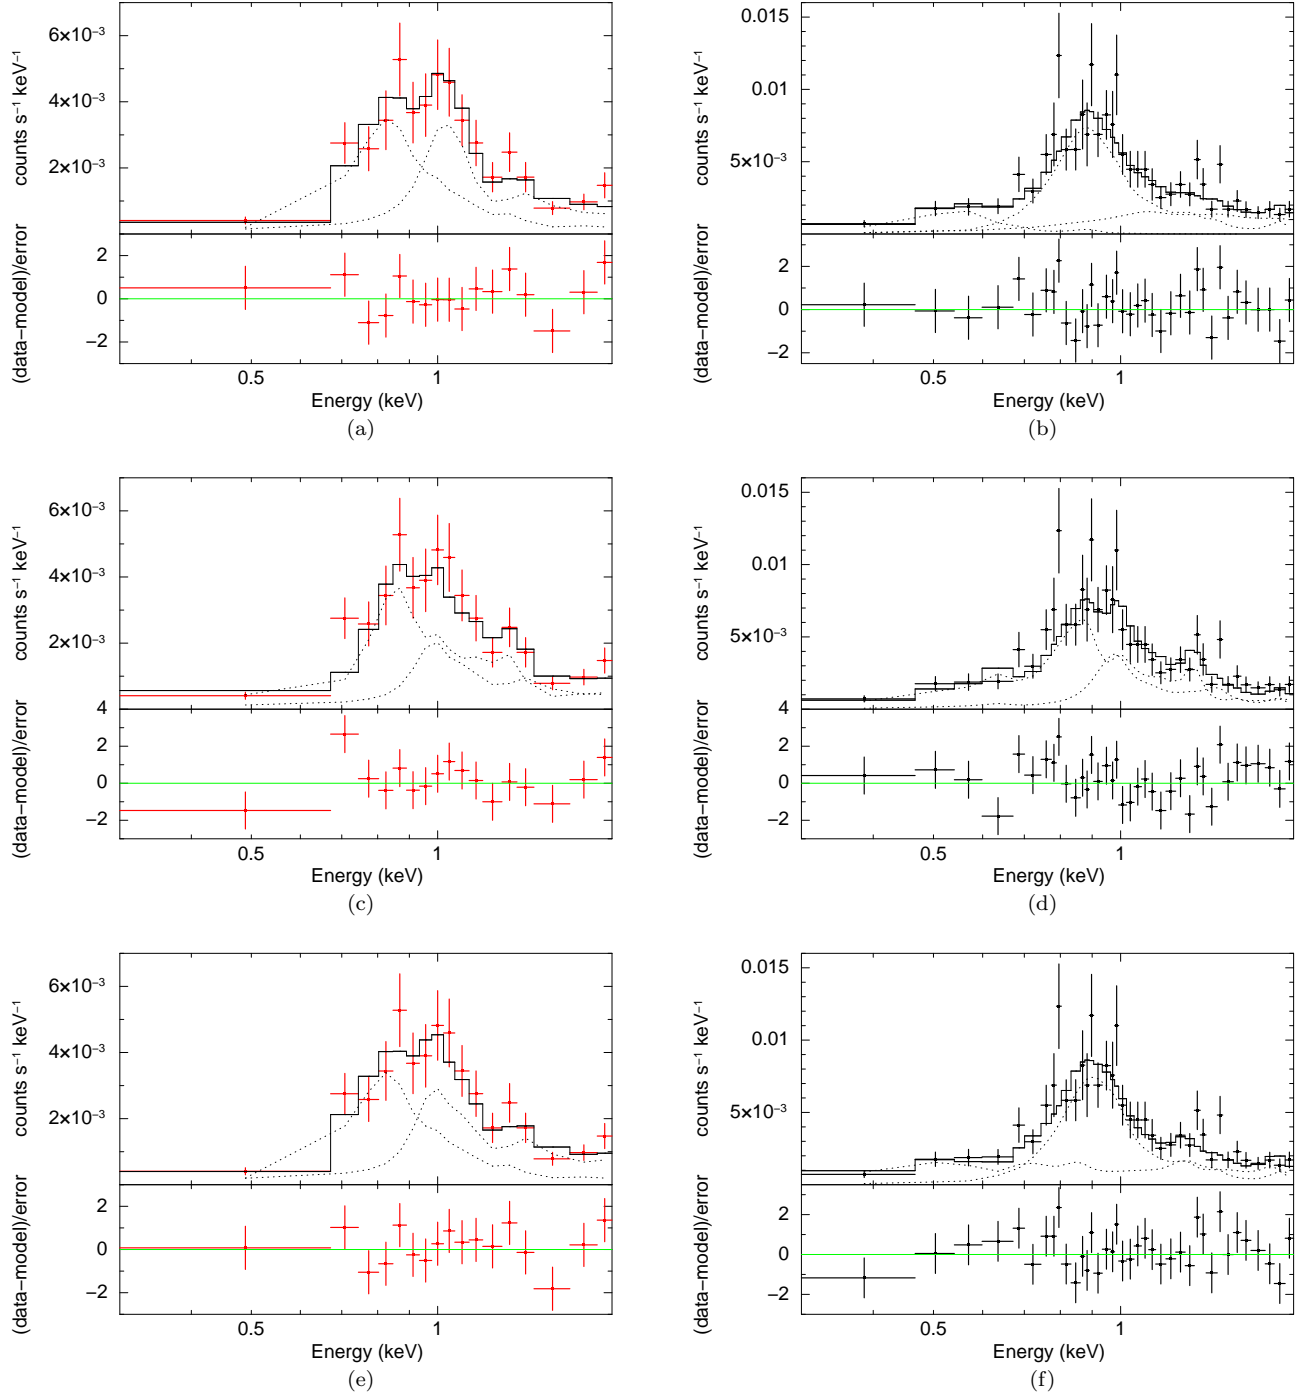 6×10⁻³
4×10⁻³
2×10⁻³
counts s⁻¹ keV⁻¹
2
0
−2
(data−model)/error
0.5
1
Energy (keV)
(a)
0.015
0.01
5×10⁻³
counts s⁻¹ keV⁻¹
2
0
−2
(data−model)/error
0.5
1
Energy (keV)
(b)
6×10⁻³
4×10⁻³
2×10⁻³
counts s⁻¹ keV⁻¹
4
2
0
−2
(data−model)/error
0.5
1
Energy (keV)
(c)
0.015
0.01
5×10⁻³
counts s⁻¹ keV⁻¹
4
2
0
−2
(data−model)/error
0.5
1
Energy (keV)
(d)
6×10⁻³
4×10⁻³
2×10⁻³
counts s⁻¹ keV⁻¹
2
0
−2
(data−model)/error
0.5
1
Energy (keV)
(e)
0.015
0.01
5×10⁻³
counts s⁻¹ keV⁻¹
2
0
−2
(data−model)/error
0.5
1
Energy (keV)
(f)